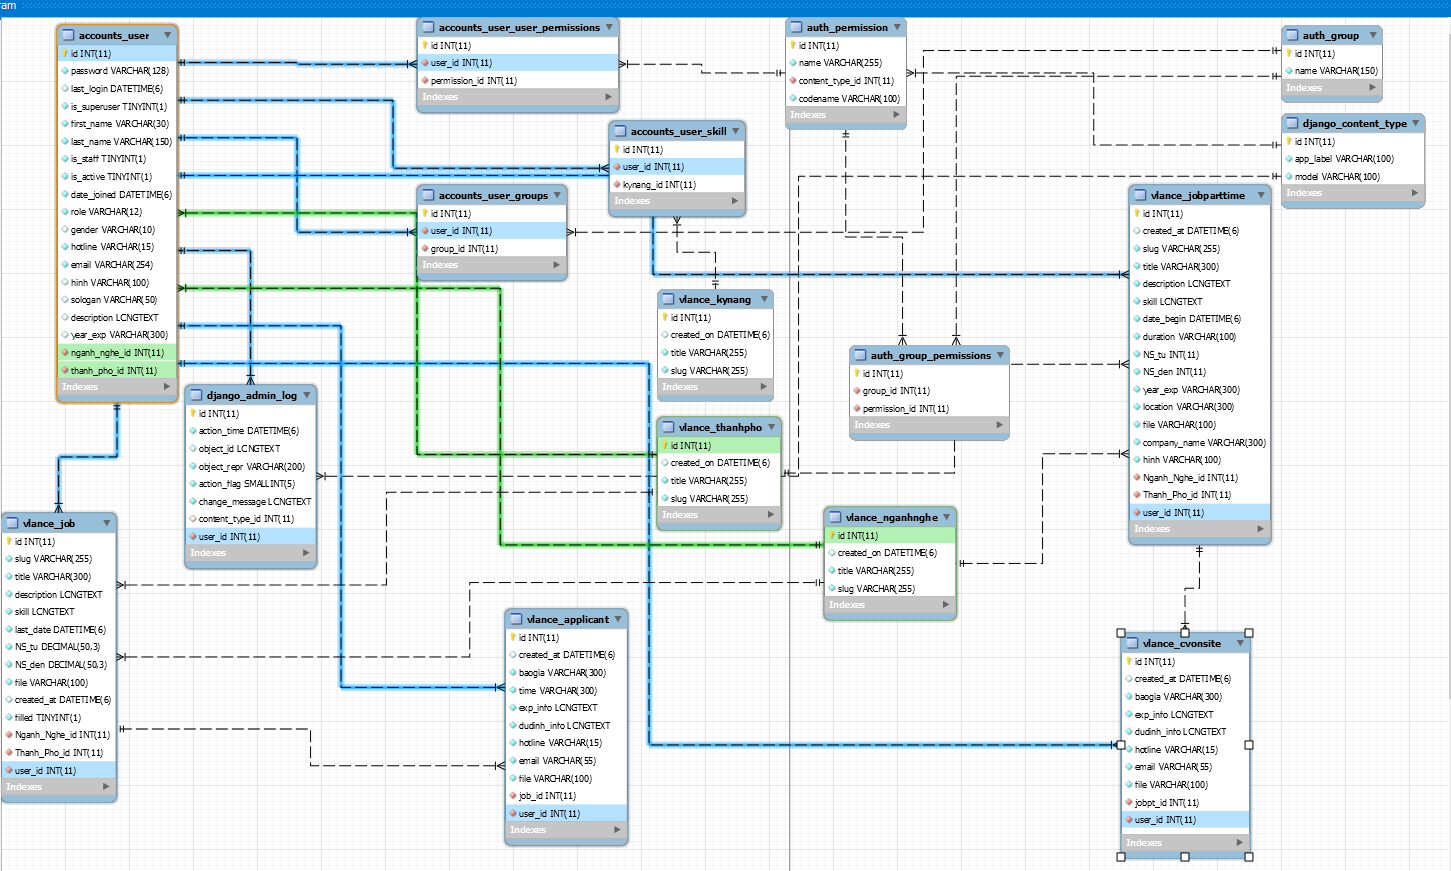 ram
accounts_user
id INT(11)
password VARCHAR(128)
last_login DATETIME(6)
is_superuser TINYINT(1)
first_name VARCHAR(30)
last_name VARCHAR(150)
is_staff TINYINT(1)
is_active TINYINT(1)
date_joined DATETIME(6)
role VARCHAR(12)
gender VARCHAR(10)
hotline VARCHAR(15)
email VARCHAR(254)
hinh VARCHAR(100)
sologan VARCHAR(50)
description LONGTEXT
year_exp VARCHAR(300)
nganh_nghe_id INT(11)
thanh_pho_id INT(11)
Indexes
accounts_user_user_permissions
id INT(11)
user_id INT(11)
permission_id INT(11)
Indexes
auth_permission
id INT(11)
name VARCHAR(255)
content_type_id INT(11)
codename VARCHAR(100)
Indexes
auth_group
id INT(11)
name VARCHAR(150)
Indexes
django_content_type
id INT(11)
app_label VARCHAR(100)
model VARCHAR(100)
Indexes
accounts_user_skill
id INT(11)
user_id INT(11)
kynang_id INT(11)
Indexes
accounts_user_groups
id INT(11)
user_id INT(11)
group_id INT(11)
Indexes
vlance_jobparttime
id INT(11)
created_at DATETIME(6)
slug VARCHAR(255)
title VARCHAR(300)
description LONGTEXT
skill LONGTEXT
date_begin DATETIME(6)
duration VARCHAR(100)
NS_tu INT(11)
NS_den INT(11)
year_exp VARCHAR(300)
location VARCHAR(300)
file VARCHAR(100)
company_name VARCHAR(300)
hinh VARCHAR(100)
Nganh_Nghe_id INT(11)
Thanh_Pho_id INT(11)
user_id INT(11)
Indexes
vlance_kynang
id INT(11)
created_on DATETIME(6)
title VARCHAR(255)
slug VARCHAR(255)
Indexes
auth_group_permissions
id INT(11)
group_id INT(11)
permission_id INT(11)
Indexes
django_admin_log
id INT(11)
action_time DATETIME(6)
object_id LONGTEXT
object_repr VARCHAR(200)
action_flag SMALLINT(5)
change_message LONGTEXT
content_type_id INT(11)
user_id INT(11)
Indexes
vlance_thanhpho
id INT(11)
created_on DATETIME(6)
title VARCHAR(255)
slug VARCHAR(255)
Indexes
vlance_nganhnghe
id INT(11)
created_on DATETIME(6)
title VARCHAR(255)
slug VARCHAR(255)
Indexes
vlance_job
id INT(11)
slug VARCHAR(255)
title VARCHAR(300)
description LONGTEXT
skill LONGTEXT
last_date DATETIME(6)
NS_tu DECIMAL(50,3)
NS_den DECIMAL(50,3)
file VARCHAR(100)
created_at DATETIME(6)
filled TINYINT(1)
Nganh_Nghe_id INT(11)
Thanh_Pho_id INT(11)
user_id INT(11)
Indexes
vlance_applicant
id INT(11)
created_at DATETIME(6)
baogia VARCHAR(300)
time VARCHAR(300)
exp_info LONGTEXT
dudinh_info LONGTEXT
hotline VARCHAR(15)
email VARCHAR(55)
file VARCHAR(100)
job_id INT(11)
user_id INT(11)
Indexes
vlance_cvonsite
id INT(11)
created_at DATETIME(6)
baogia VARCHAR(300)
exp_info LONGTEXT
dudinh_info LONGTEXT
hotline VARCHAR(15)
email VARCHAR(55)
file VARCHAR(100)
jobpt_id INT(11)
user_id INT(11)
Indexes